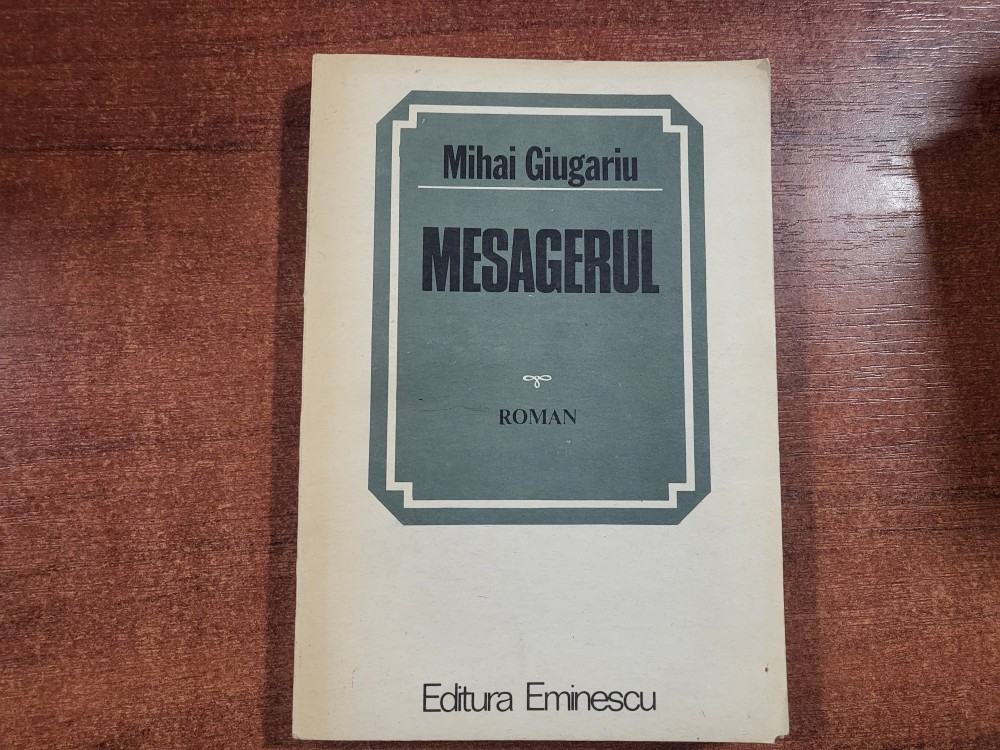 Mihai Giugariu
MESAGERUL
ROMAN
Editura Eminescu